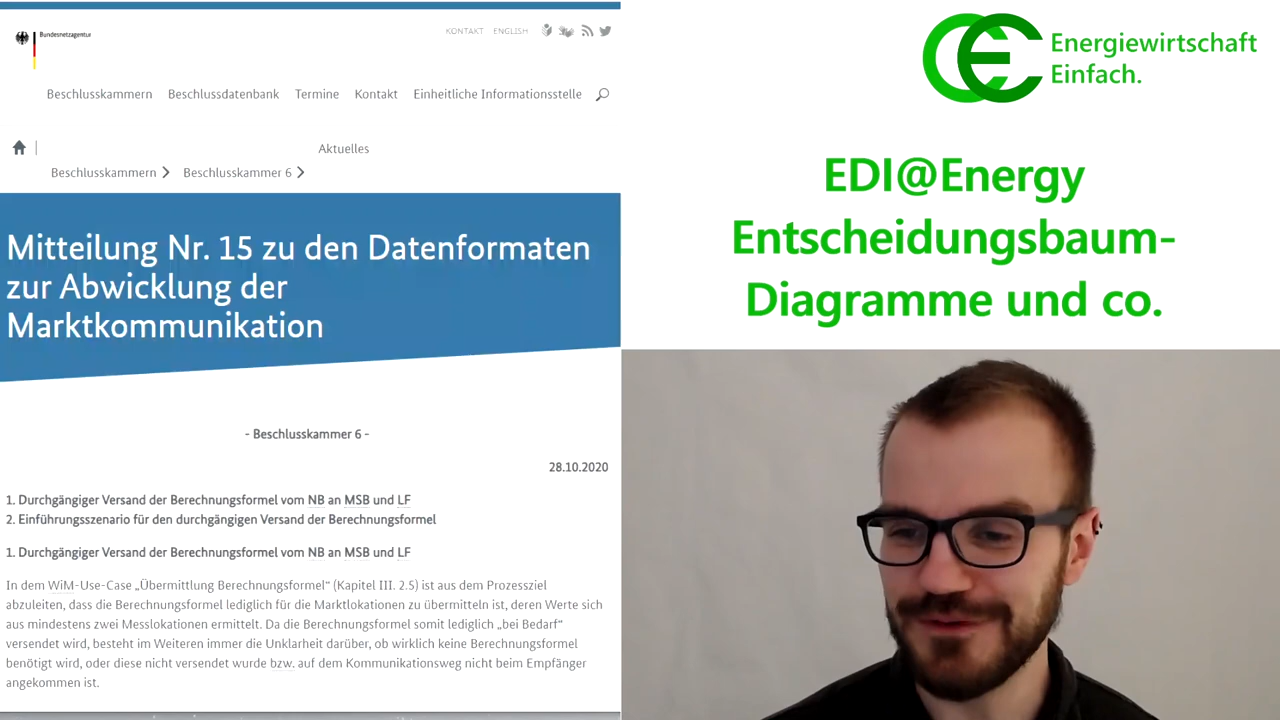 Bundesnetzagentur
KONTAKT ENGLISH
Beschlusskammern Beschlussdatenbank Termine Kontakt Einheitliche Informationsstelle
Aktuelles
Beschlusskammern Beschlusskammer 6
Mitteilung Nr. 15 zu den Datenformaten
zur Abwicklung der
Marktkommunikation
- Beschlusskammer 6 -
28.10.2020
1. Durchgängiger Versand der Berechnungsformel vom NB an MSB und LF
2. Einführungsszenario für den durchgängigen Versand der Berechnungsformel
1. Durchgängiger Versand der Berechnungsformel vom NB an MSB und LF
In dem WiM-Use-Case „Übermittlung Berechnungsformel“ (Kapitel III. 2.5) ist aus dem Prozessziel
abzuleiten, dass die Berechnungsformel lediglich für die Marktlokationen zu übermitteln ist, deren Werte sich
aus mindestens zwei Messlokationen ermittelt. Da die Berechnungsformel somit lediglich „bei Bedarf“
versendet wird, besteht im Weiteren immer die Unklarheit darüber, ob wirklich keine Berechnungsformel
benötigt wird, oder diese nicht versendet wurde bzw. auf dem Kommunikationsweg nicht beim Empfänger
angekommen ist.
Energiewirtschaft
Einfach.
EDI@Energy
Entscheidungsbaum-
Diagramme und co.